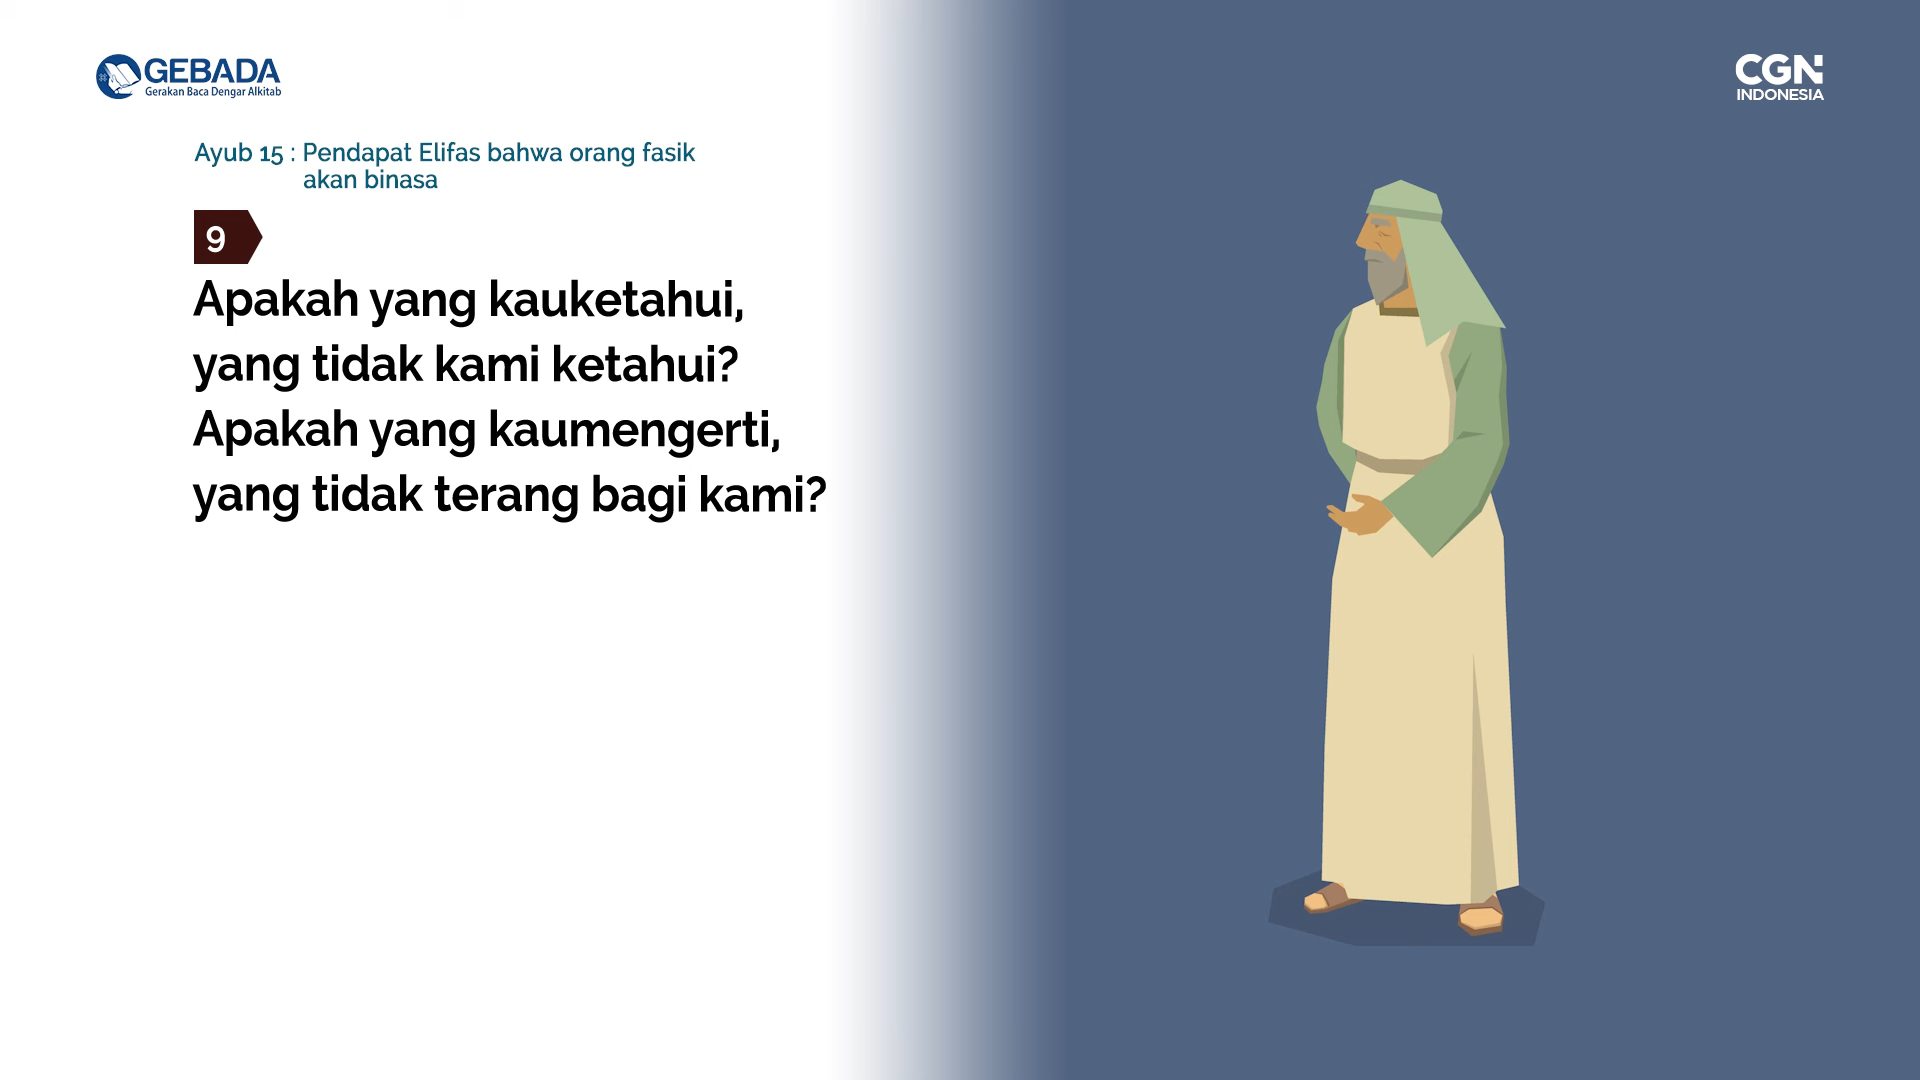 GEBADA
Gerakan Baca Dengar Alkitab
CGN
INDONESIA
Ayub 15 : Pendapat Elifas bahwa orang fasik
akan binasa
9
Apakah yang kauketahui,
yang tidak kami ketahui?
Apakah yang kaumengerti,
yang tidak terang bagi kami?